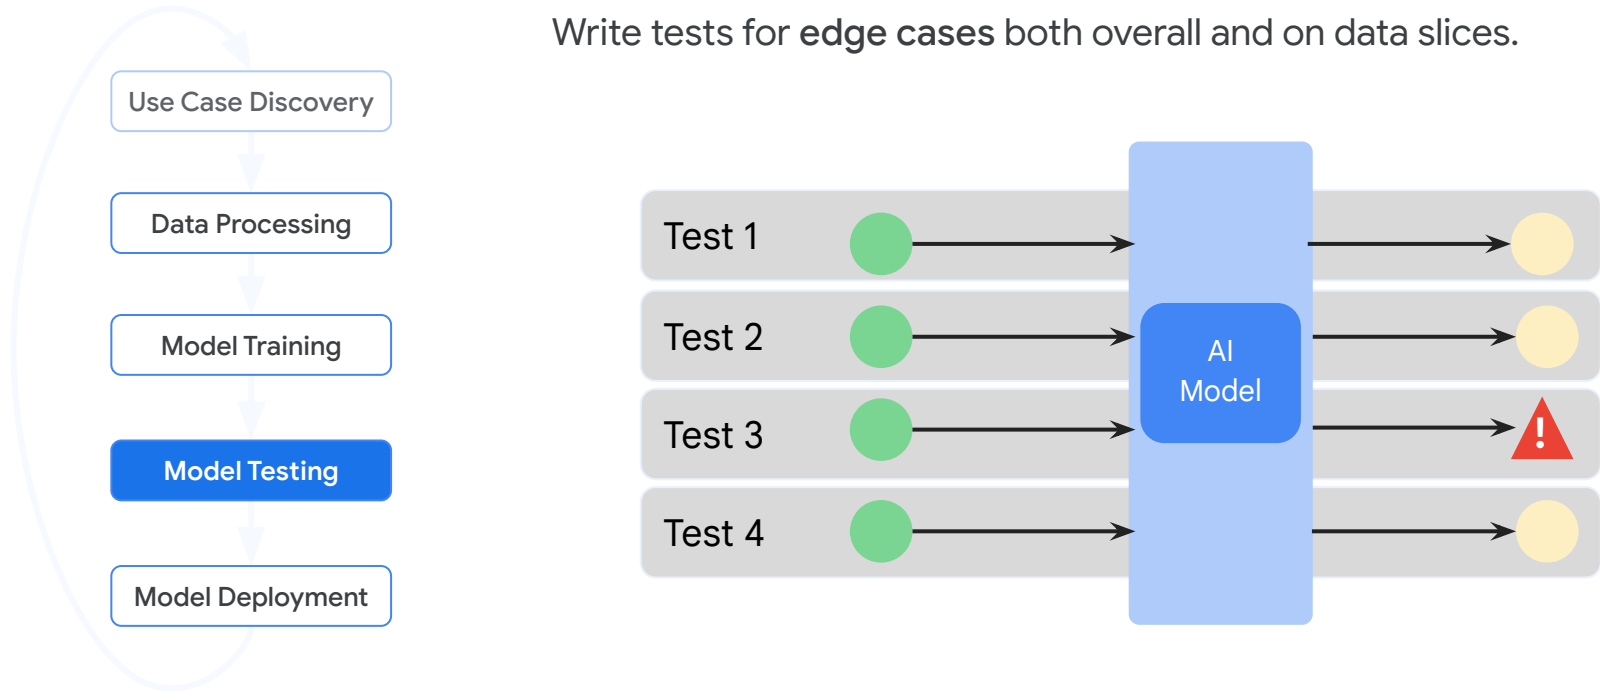 Write tests for edge cases both overall and on data slices.
Use Case Discovery
Data Processing
Model Training
Model Testing
Model Deployment
Test 1
Test 2
Test 3
Test 4
AI
Model
!